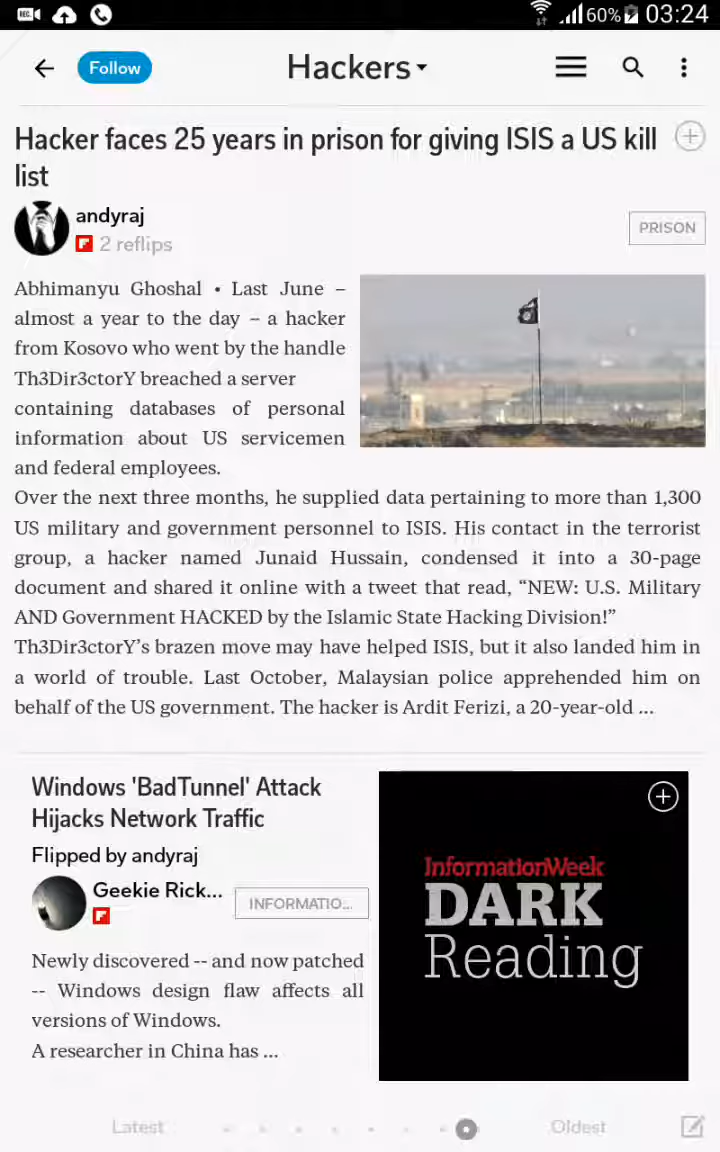 REC
60% 03:24
Follow
Hackers
Hacker faces 25 years in prison for giving ISIS a US kill
list
andyraj
2 reflips
PRISON
Abhimanyu Ghoshal • Last June –
almost a year to the day – a hacker
from Kosovo who went by the handle
Th3Dir3ctorY breached a server
containing databases of personal
information about US servicemen
and federal employees.
Over the next three months, he supplied data pertaining to more than 1,300
US military and government personnel to ISIS. His contact in the terrorist
group, a hacker named Junaid Hussain, condensed it into a 30-page
document and shared it online with a tweet that read, “NEW: U.S. Military
AND Government HACKED by the Islamic State Hacking Division!”
Th3Dir3ctorY’s brazen move may have helped ISIS, but it also landed him in
a world of trouble. Last October, Malaysian police apprehended him on
behalf of the US government. The hacker is Ardit Ferizi, a 20-year-old ...
Windows 'BadTunnel' Attack
Hijacks Network Traffic
Flipped by andyraj
Geekie Rick...
INFORMATIO...
Newly discovered -- and now patched
-- Windows design flaw affects all
versions of Windows.
A researcher in China has ...
InformationWeek
DARK
Reading
Latest
Oldest